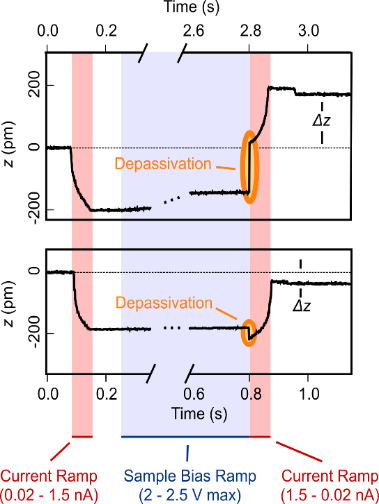 Time (s)
0.0 0.2 2.6 2.8 3.0
200
0
-200
z (pm)
Depassivation
Δz
0
-200
z (pm)
Depassivation
Δz
0.0 0.2 0.6 0.8 1.0
Time (s)
Current Ramp
(0.02 - 1.5 nA)
Sample Bias Ramp
(2 - 2.5 V max)
Current Ramp
(1.5 - 0.02 nA)